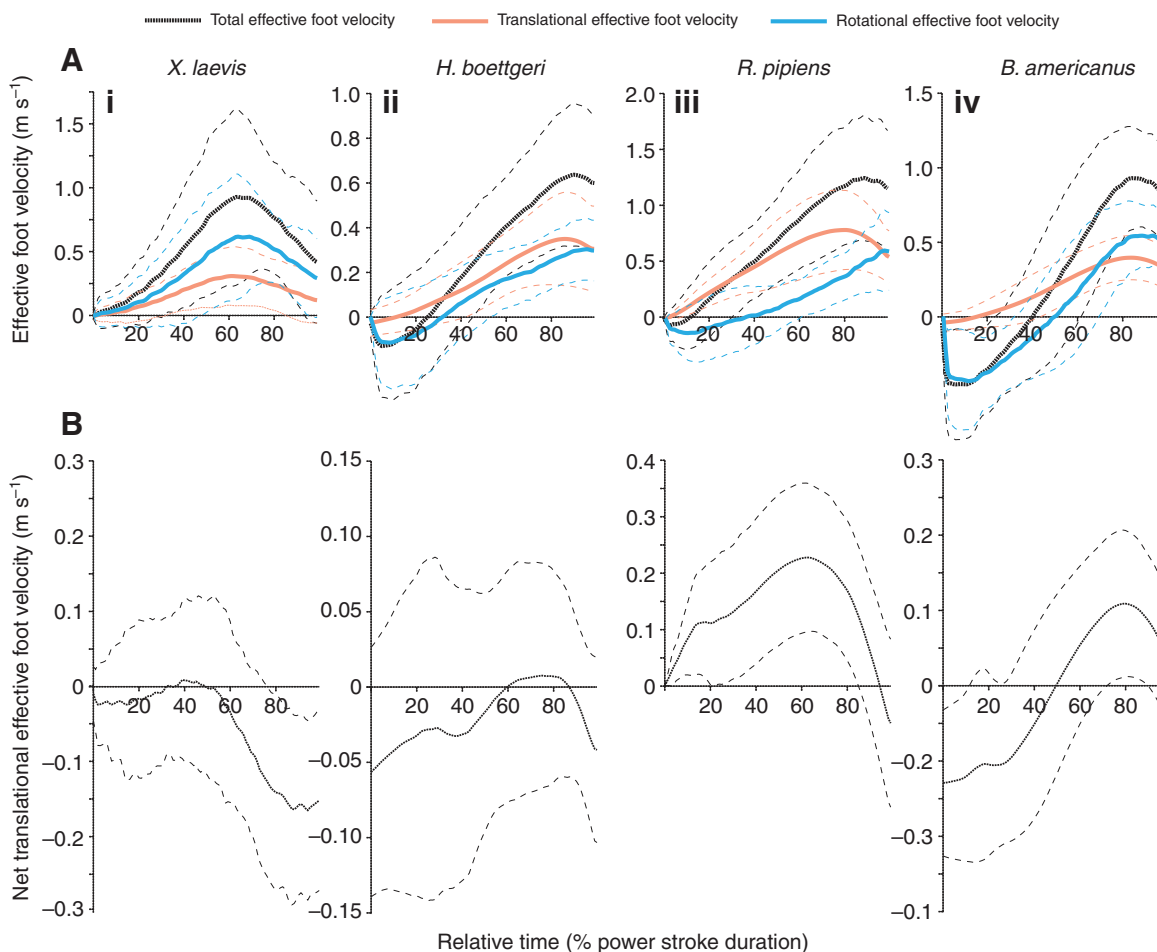 Total effective foot velocity Translational effective foot velocity Rotational effective foot velocity
A
X. laevis H. boettgeri R. pipiens B. americanus
i ii iii iv
Effective foot velocity (m s⁻¹)
1.5
1.0
0.5
0
20 40 60 80
1.0
0.8
0.6
0.4
0.2
0
20 40 60 80
2.0
1.5
1.0
0.5
0
20 40 60 80
1.0
0.5
0
20 40 60 80
B
Net translational effective foot velocity (m s⁻¹)
0.3
0.2
0.1
0
−0.1
−0.2
−0.3
20 40 60 80
0.15
0.10
0.05
0
−0.05
−0.10
−0.15
20 40 60 80
0.4
0.3
0.2
0.1
0
20 40 60 80
0.3
0.2
0.1
0
−0.1
−0.2
−0.3
−0.1
20 40 60 80
Relative time (% power stroke duration)